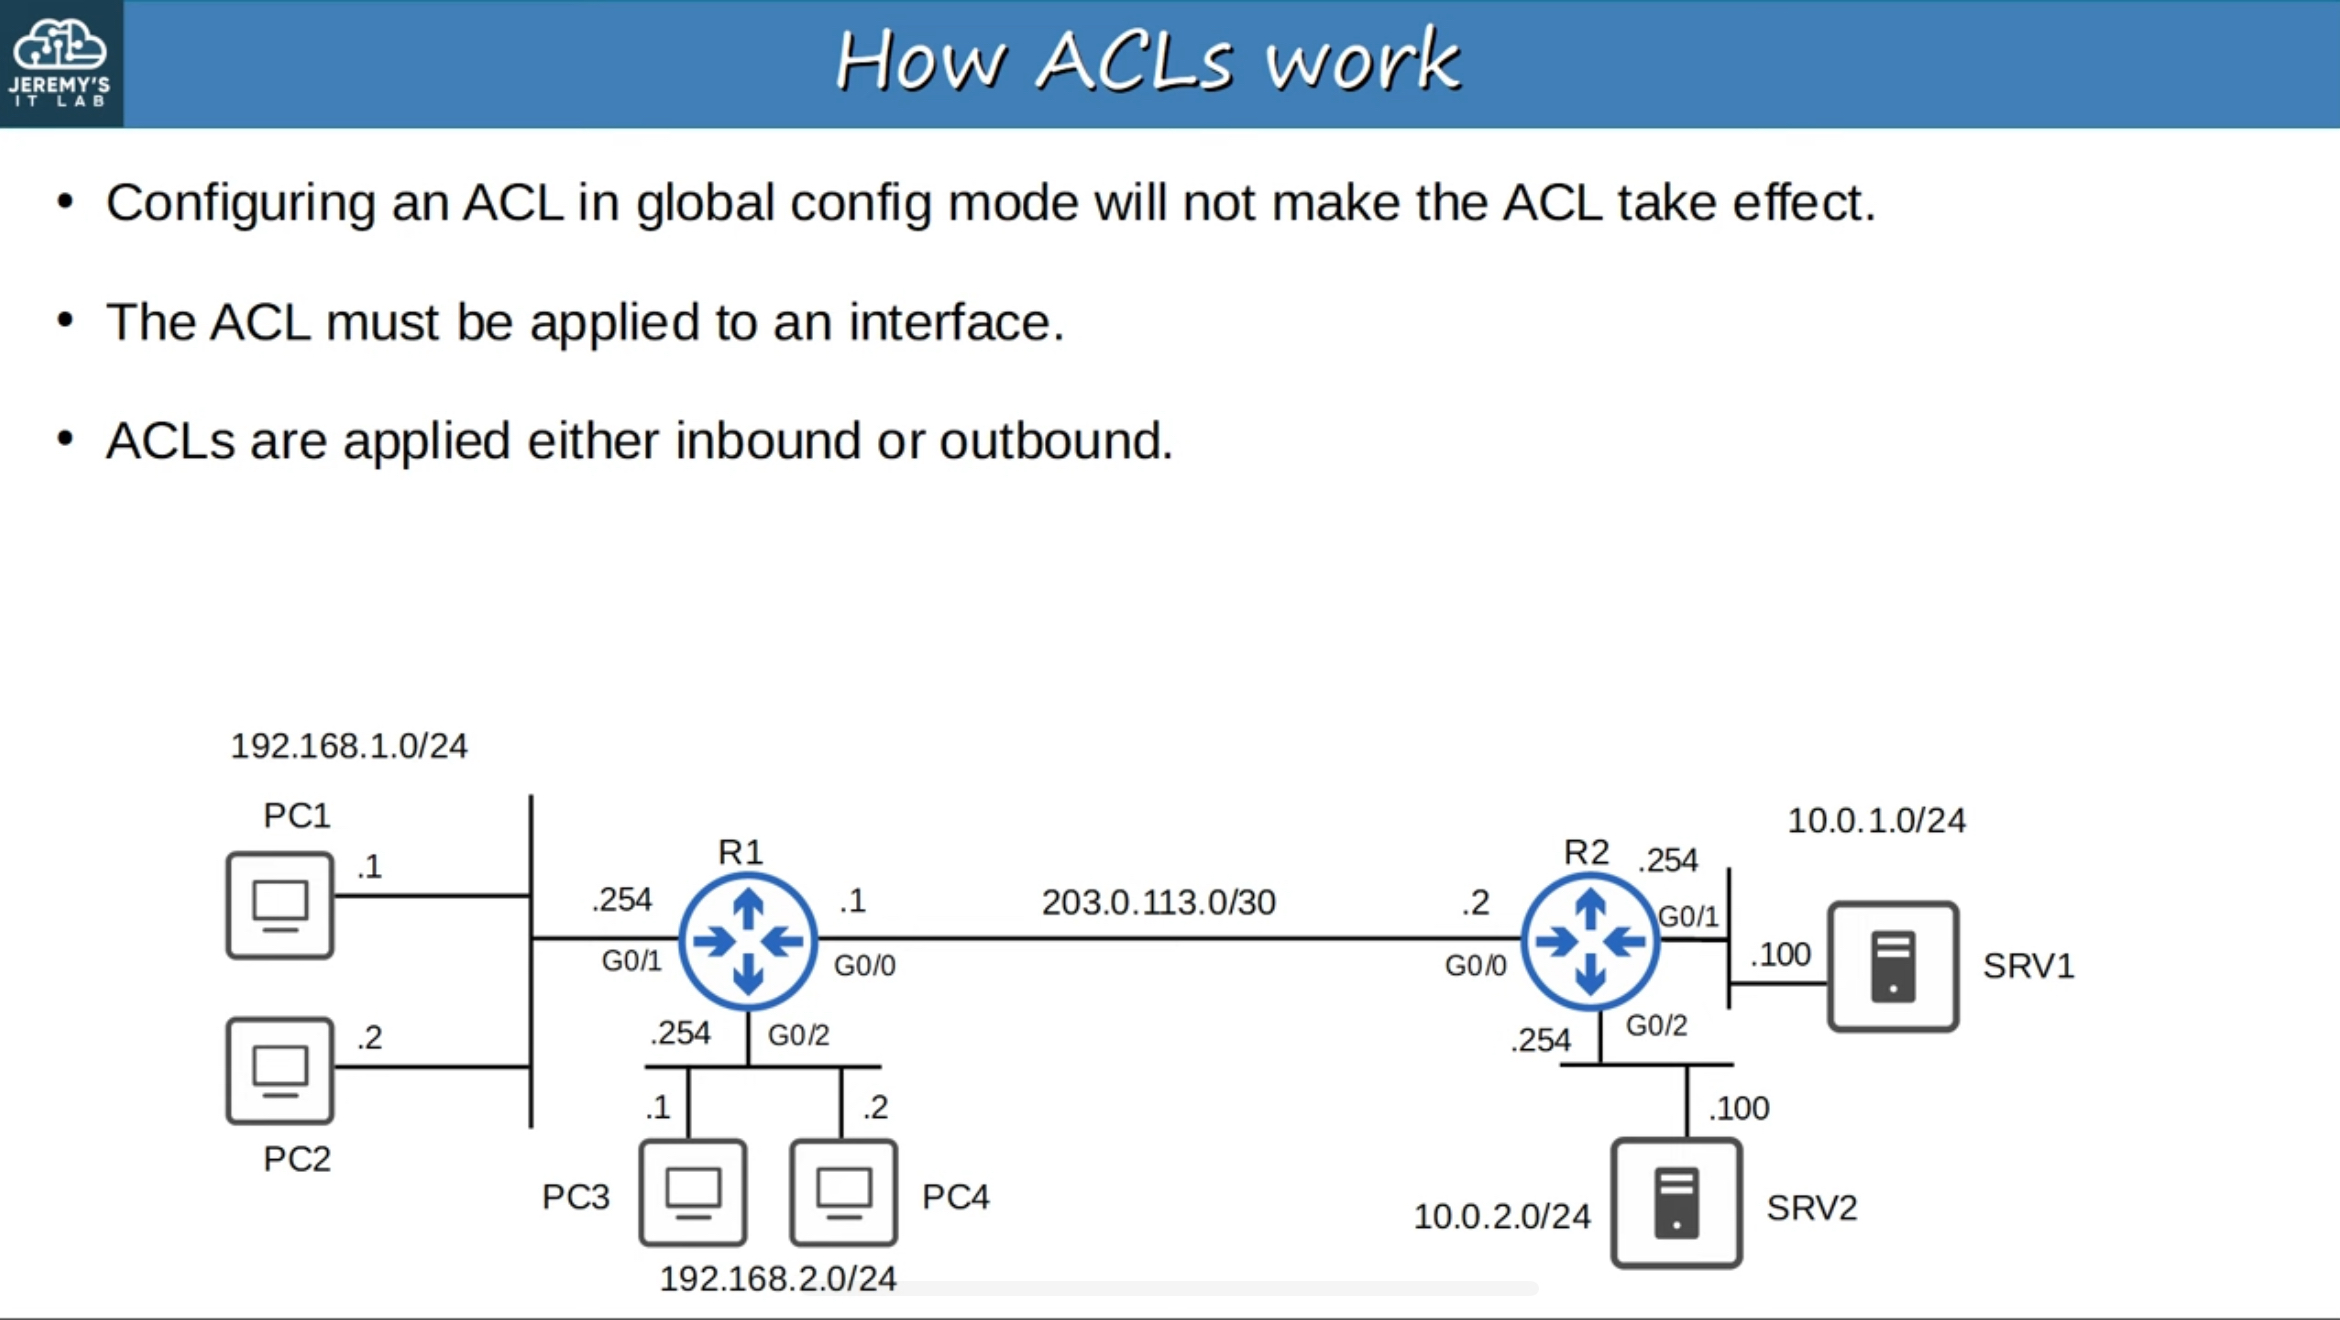 JEREMY'S
IT LAB
How ACLs work
• Configuring an ACL in global config mode will not make the ACL take effect.
• The ACL must be applied to an interface.
• ACLs are applied either inbound or outbound.
192.168.1.0/24
PC1
.1
.2
PC2
.254
G0/1
R1
.1
G0/0
203.0.113.0/30
.254
G0/2
.1
.2
PC3
PC4
192.168.2.0/24
.2
G0/0
R2
.254
G0/1
10.0.1.0/24
.100
SRV1
.254
G0/2
.100
10.0.2.0/24
SRV2